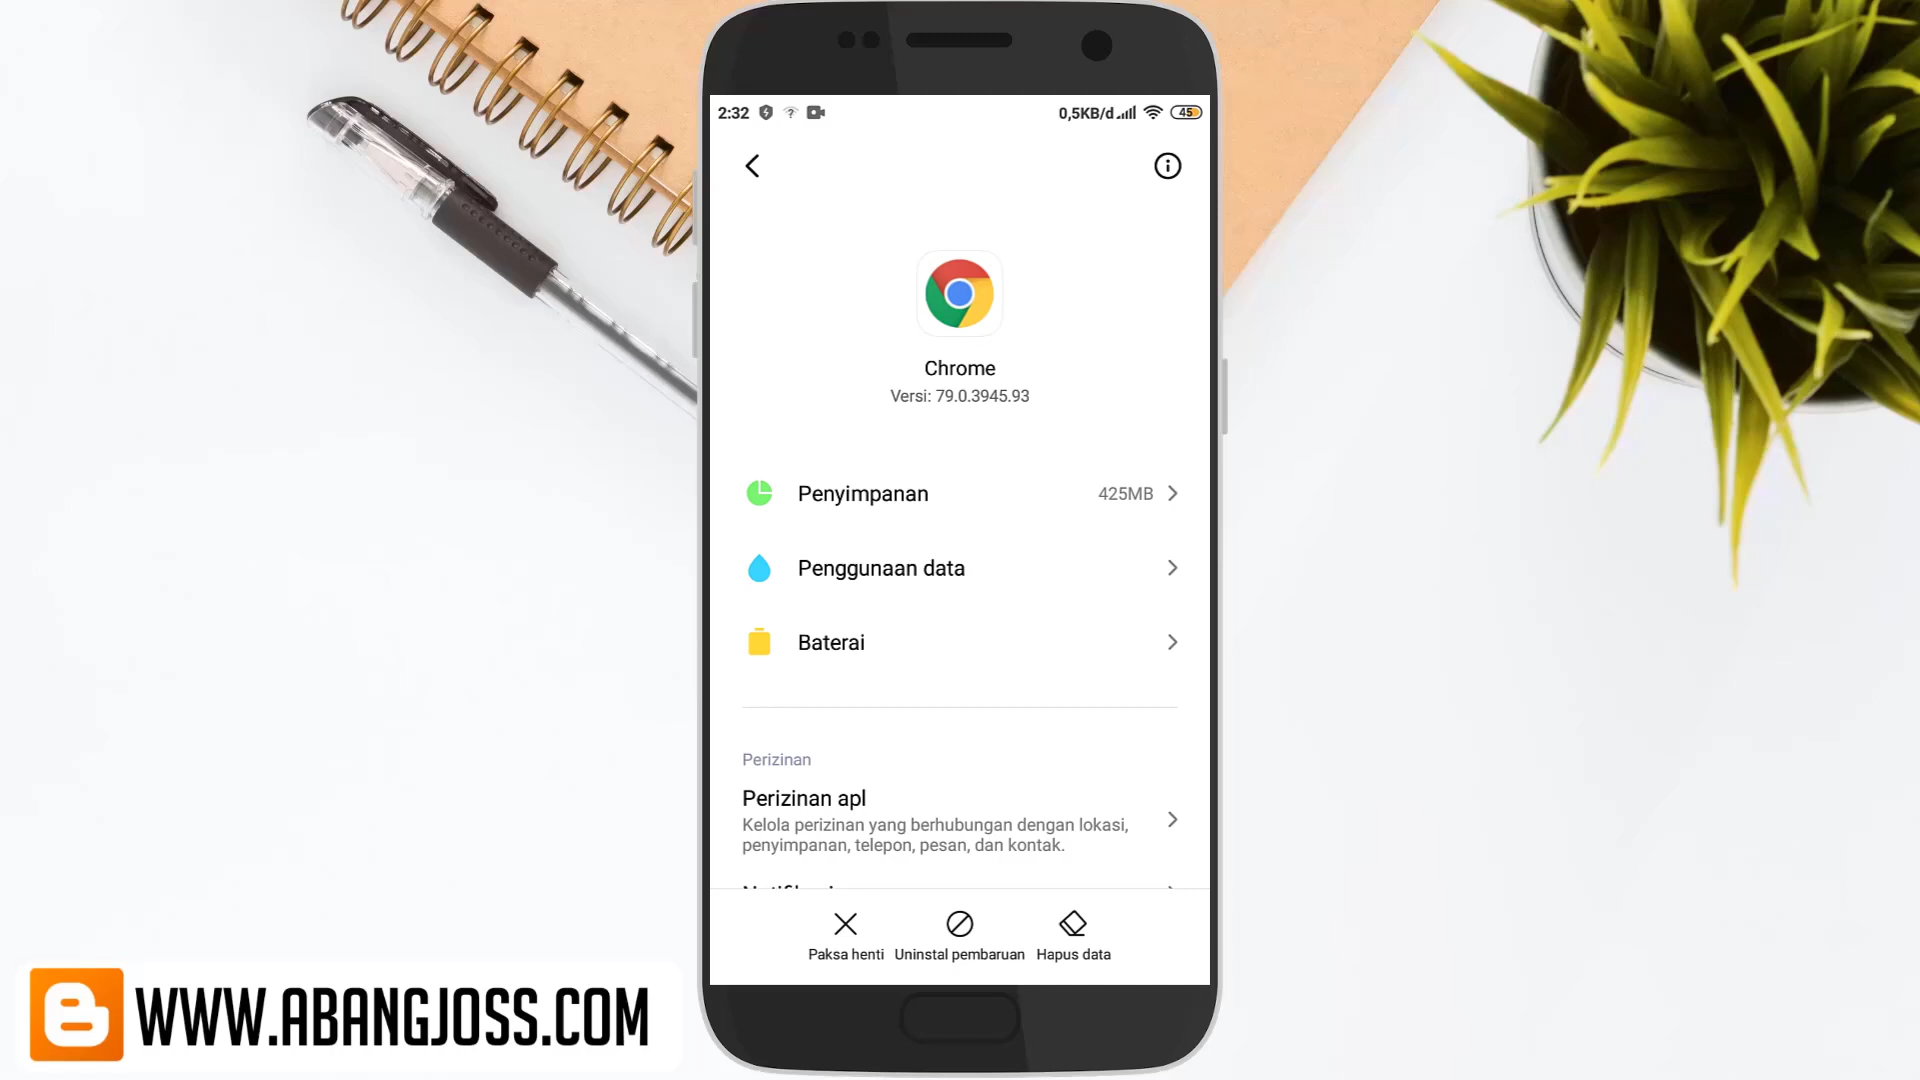 2:32
0,5KB/d
45
Chrome
Versi: 79.0.3945.93
Penyimpanan
425MB
Penggunaan data
Baterai
Perizinan
Perizinan apl
Kelola perizinan yang berhubungan dengan lokasi,
penyimpanan, telepon, pesan, dan kontak.
Paksa henti
Uninstal pembaruan
Hapus data
WWW.ABANGJOSS.COM